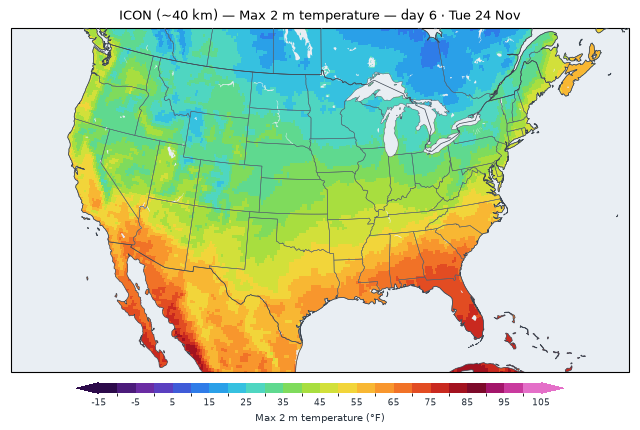 ICON (~40 km) — Max 2 m temperature — day 6 · Tue 24 Nov
-15 -5 5 15 25 35 45 55 65 75 85 95 105
Max 2 m temperature (°F)